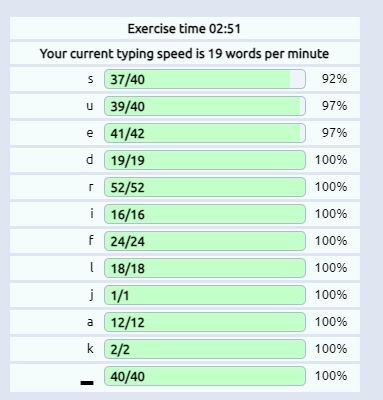 Exercise time 02:51
Your current typing speed is 19 words per minute
s 37/40 92%
u 39/40 97%
e 41/42 97%
d 19/19 100%
r 52/52 100%
i 16/16 100%
f 24/24 100%
l 18/18 100%
j 1/1 100%
a 12/12 100%
k 2/2 100%
▂ 40/40 100%